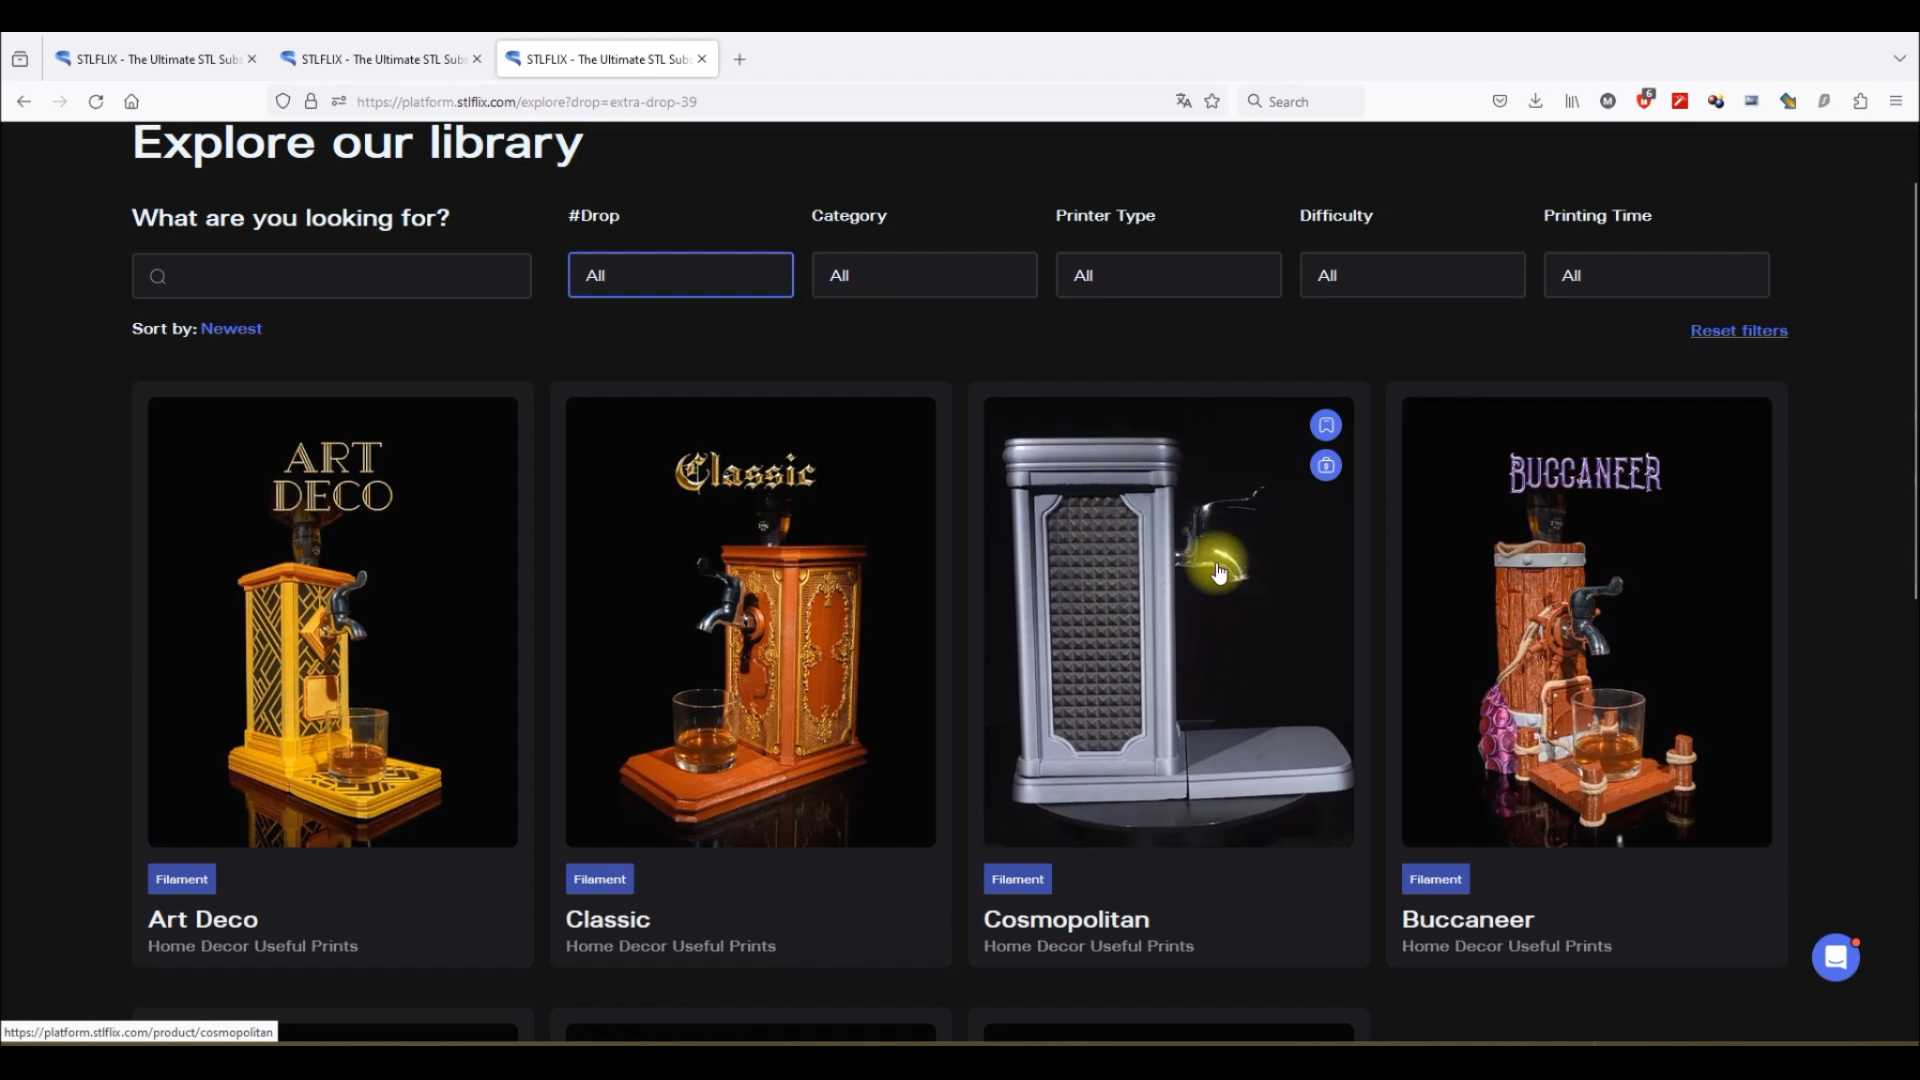 STLFLIX - The Ultimate STL Subs
STLFLIX - The Ultimate STL Subs
STLFLIX - The Ultimate STL Subs
https://platform.stlflix.com/explore?drop=extra-drop-39
Search
6
Explore our library
What are you looking for?
#Drop
Category
Printer Type
Difficulty
Printing Time
All
All
All
All
All
Sort by: Newest
Reset filters
ART
DECO
Classic
BUCCANEER
Filament
Filament
Filament
Filament
Art Deco
Classic
Cosmopolitan
Buccaneer
Home Decor Useful Prints
Home Decor Useful Prints
Home Decor Useful Prints
Home Decor Useful Prints
https://platform.stlflix.com/product/cosmopolitan